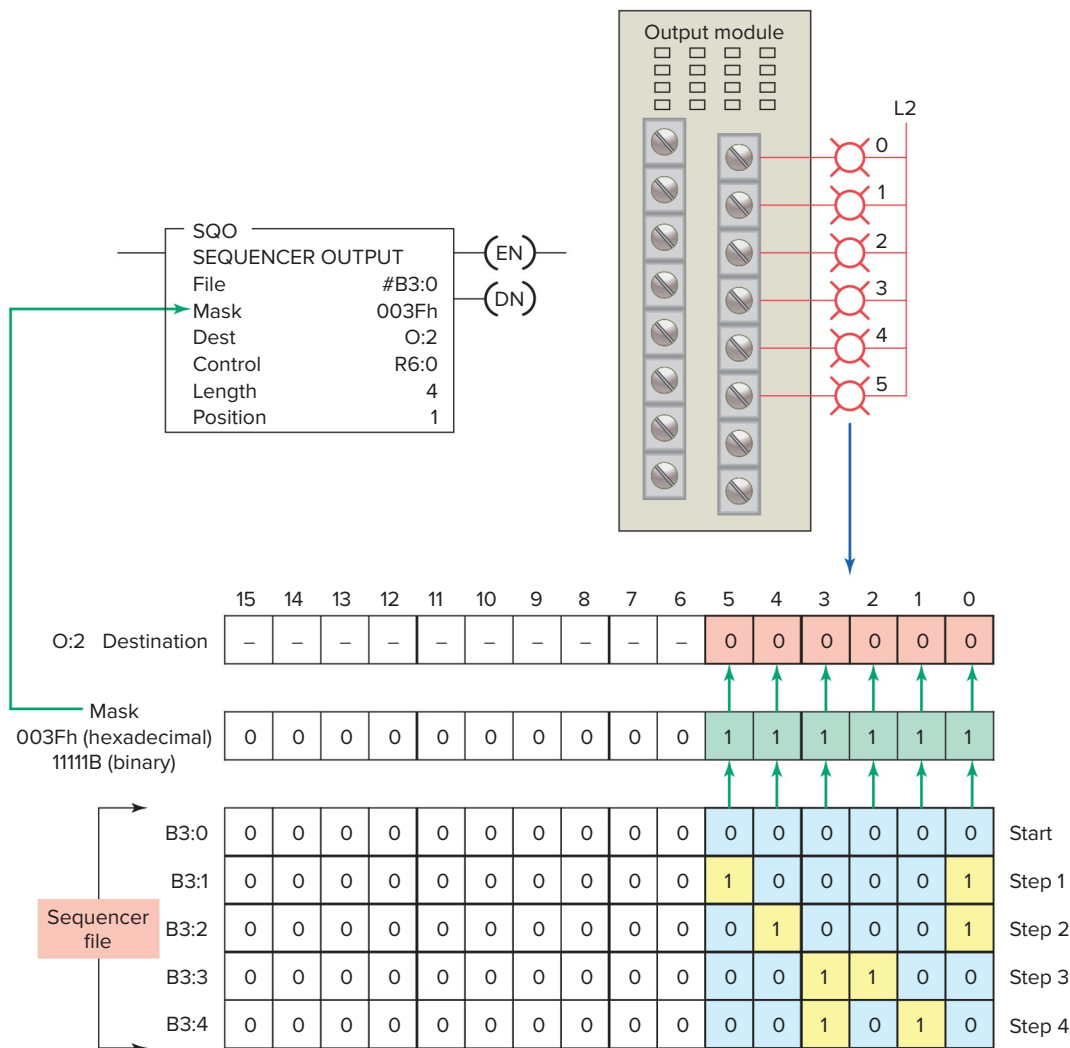 Output module
L2
0
1
2
3
4
5
SQO
SEQUENCER OUTPUT
File #B3:0
Mask 003Fh
Dest O:2
Control R6:0
Length 4
Position 1
EN
DN
15 14 13 12 11 10 9 8 7 6 5 4 3 2 1 0
O:2 Destination – – – – – – – – – – 0 0 0 0 0 0
Mask
003Fh (hexadecimal)
11111B (binary)
0 0 0 0 0 0 0 0 0 0 1 1 1 1 1 1
B3:0 0 0 0 0 0 0 0 0 0 0 0 0 0 0 0 0 Start
B3:1 0 0 0 0 0 0 0 0 0 0 1 0 0 0 0 1 Step 1
Sequencer
file
B3:2 0 0 0 0 0 0 0 0 0 0 0 1 0 0 0 1 Step 2
B3:3 0 0 0 0 0 0 0 0 0 0 0 0 1 1 0 0 Step 3
B3:4 0 0 0 0 0 0 0 0 0 0 0 0 1 0 1 0 Step 4